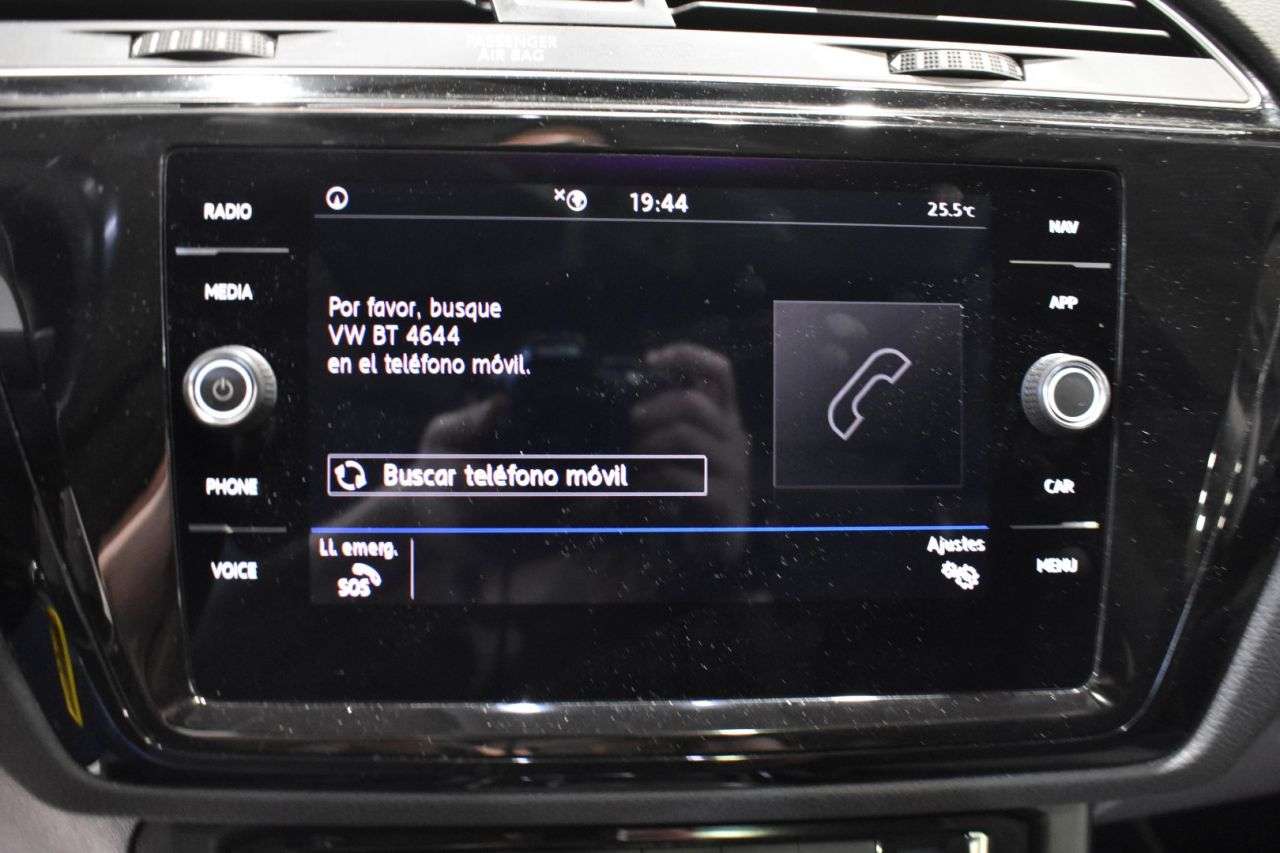 PASSENGER
AIR BAG
RADIO
MEDIA
PHONE
VOICE
19:44
25.5°C
Por favor, busque
VW BT 4644
en el teléfono móvil.
Buscar teléfono móvil
Ll. emerg.
SOS
Ajustes
NAV
APP
CAR
MENU